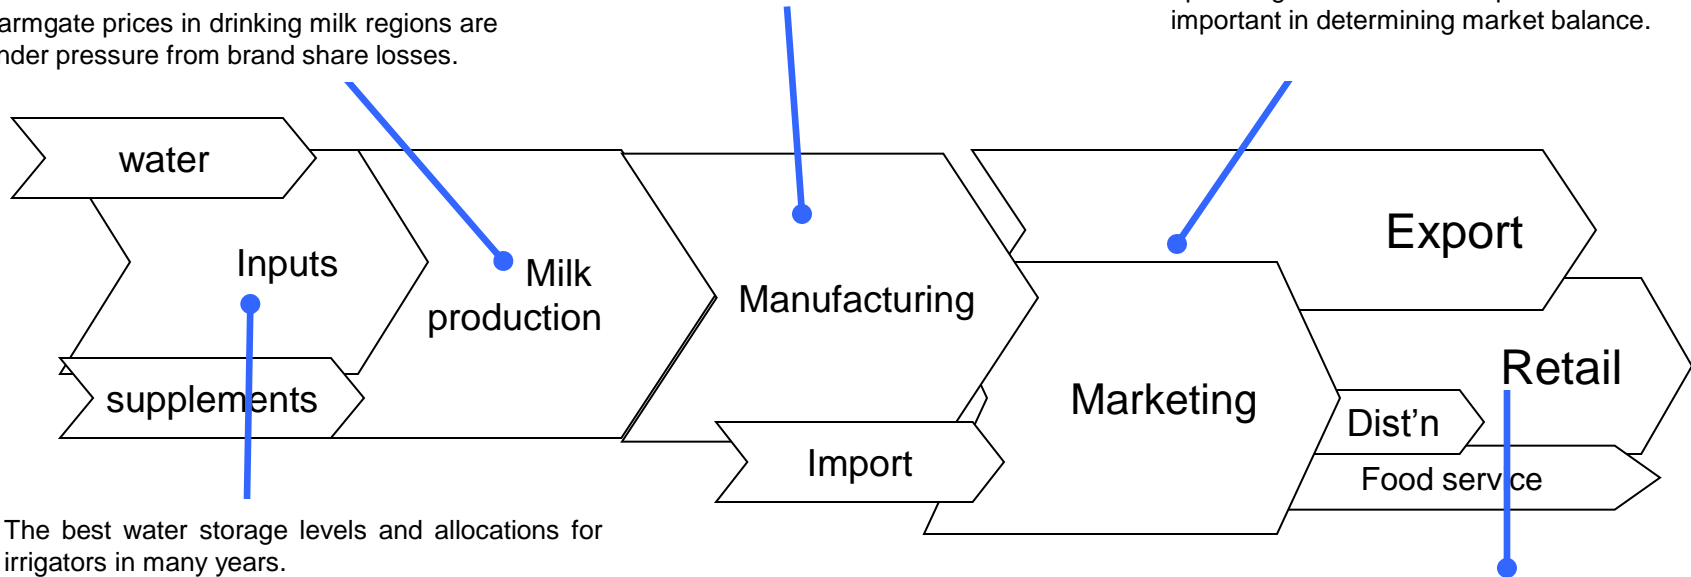 armgate prices in drinking milk regions are
nder pressure from brand share losses.
important in determining market balance.
water
Export
Inputs
Milk
production
Manufacturing
Retail
supplements
Marketing
Dist'n
Import
Food service
The best water storage levels and allocations for
irrigators in many years.